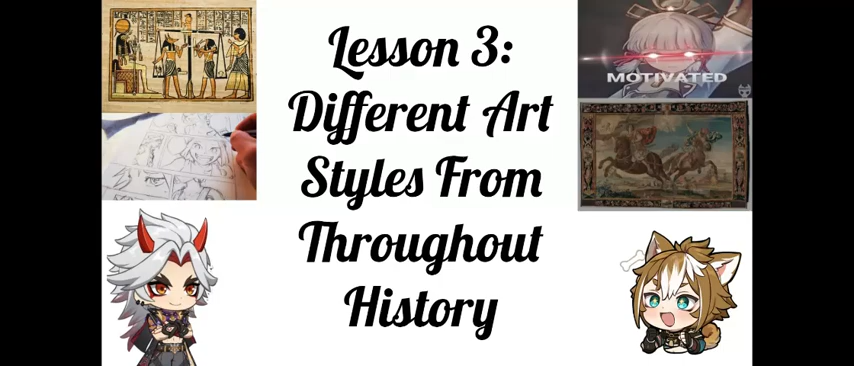 Lesson 3:
Different Art
Styles From
Throughout
History
MOTIVATED